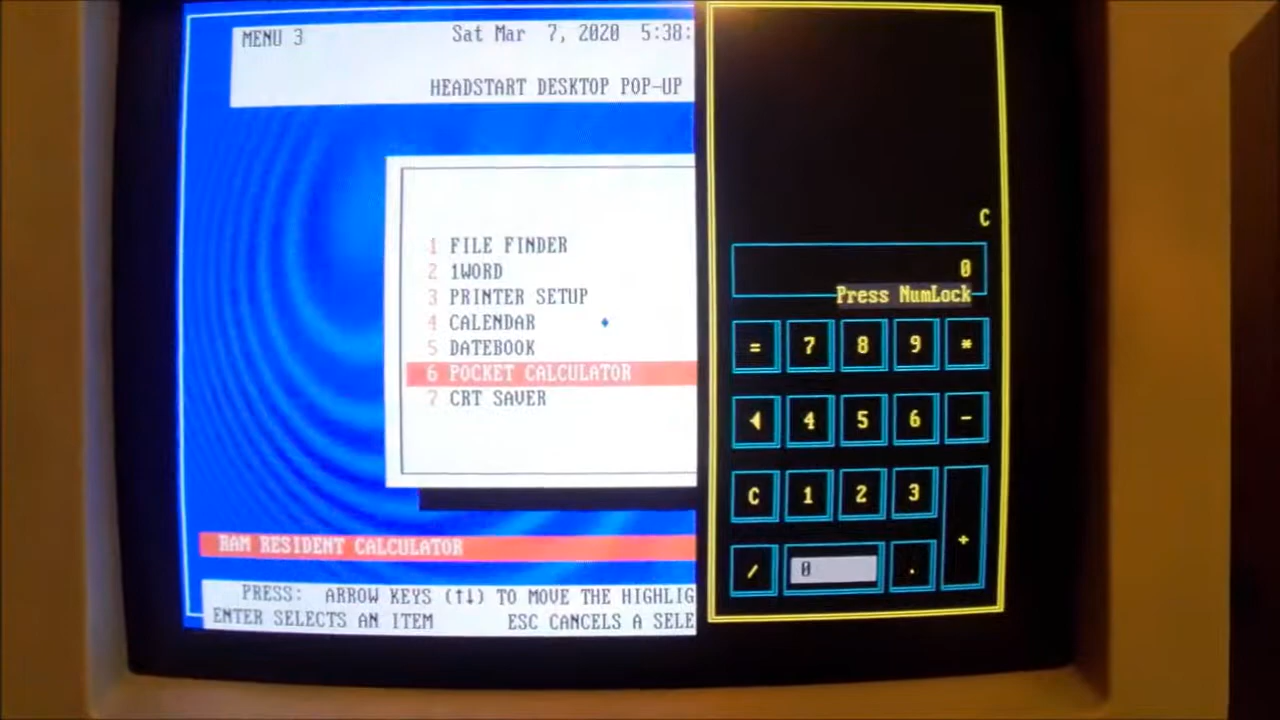 MENU 3 Sat Mar 7, 2020 5:38:
HEADSTART DESKTOP POP-UP
1 FILE FINDER
2 1WORD
3 PRINTER SETUP
4 CALENDAR
5 DATEBOOK
6 POCKET CALCULATOR
7 CRT SAVER
RAM RESIDENT CALCULATOR
PRESS: ARROW KEYS (↑↓) TO MOVE THE HIGHLIG
ENTER SELECTS AN ITEM ESC CANCELS A SELE
C
0
Press NumLock
= 7 8 9 *
◄ 4 5 6 -
C 1 2 3
+
/ 0 .